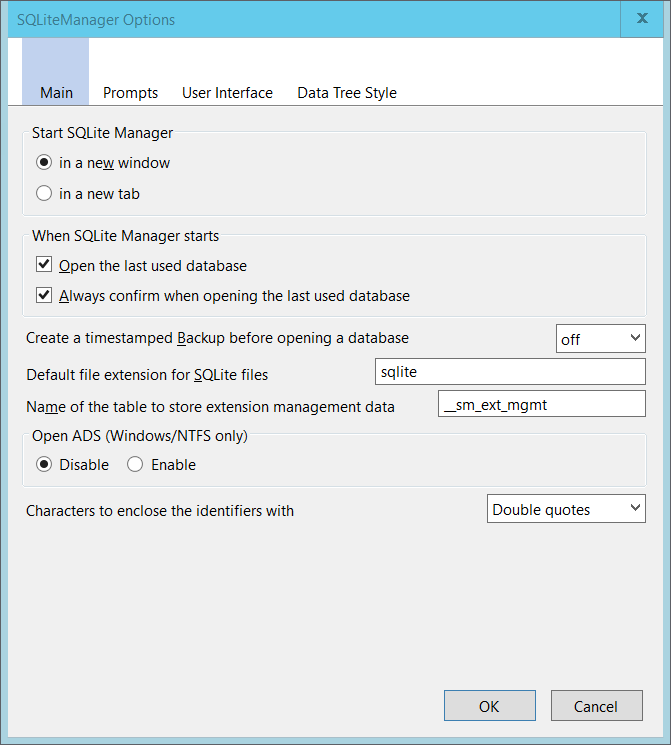 SQLiteManager Options
x
Main Prompts User Interface Data Tree Style
Start SQLite Manager
in a new window
in a new tab
When SQLite Manager starts
Open the last used database
Always confirm when opening the last used database
Create a timestamped Backup before opening a database off
Default file extension for SQLite files sqlite
Name of the table to store extension management data __sm_ext_mgmt
Open ADS (Windows/NTFS only)
Disable Enable
Characters to enclose the identifiers with Double quotes
OK Cancel